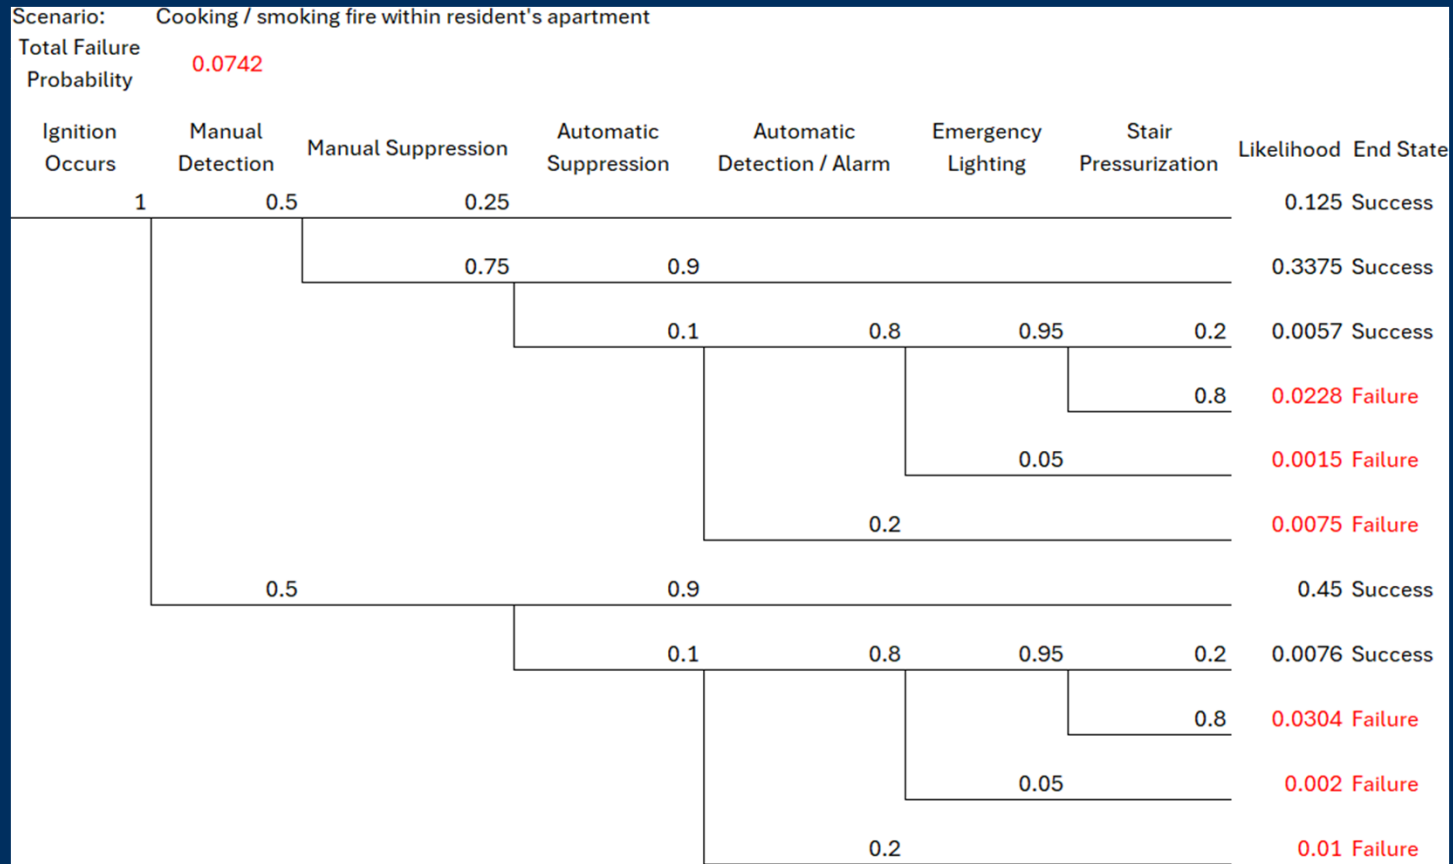 Scenario: Cooking / smoking fire within resident's apartment
Total Failure
Probability
0.0742
Ignition
Occurs
Manual
Detection
Manual Suppression
Automatic
Suppression
Automatic
Detection / Alarm
Emergency
Lighting
Stair
Pressurization
Likelihood End State
1 0.5 0.25 0.125 Success
0.75 0.9 0.3375 Success
0.1 0.8 0.95 0.2 0.0057 Success
0.8 0.0228 Failure
0.05 0.0015 Failure
0.2 0.0075 Failure
0.5 0.9 0.45 Success
0.1 0.8 0.95 0.2 0.0076 Success
0.8 0.0304 Failure
0.05 0.002 Failure
0.2 0.01 Failure